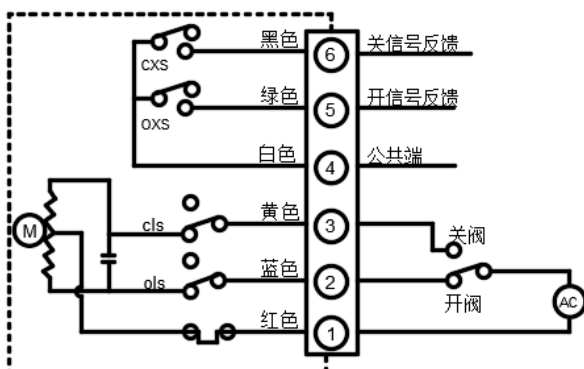 黑色 6 关信号反馈
cxs
绿色 5 开信号反馈
oxs
白色 4 公共端
cls 黄色 3 关阀
M
ols 蓝色 2 开阀
AC
红色 1